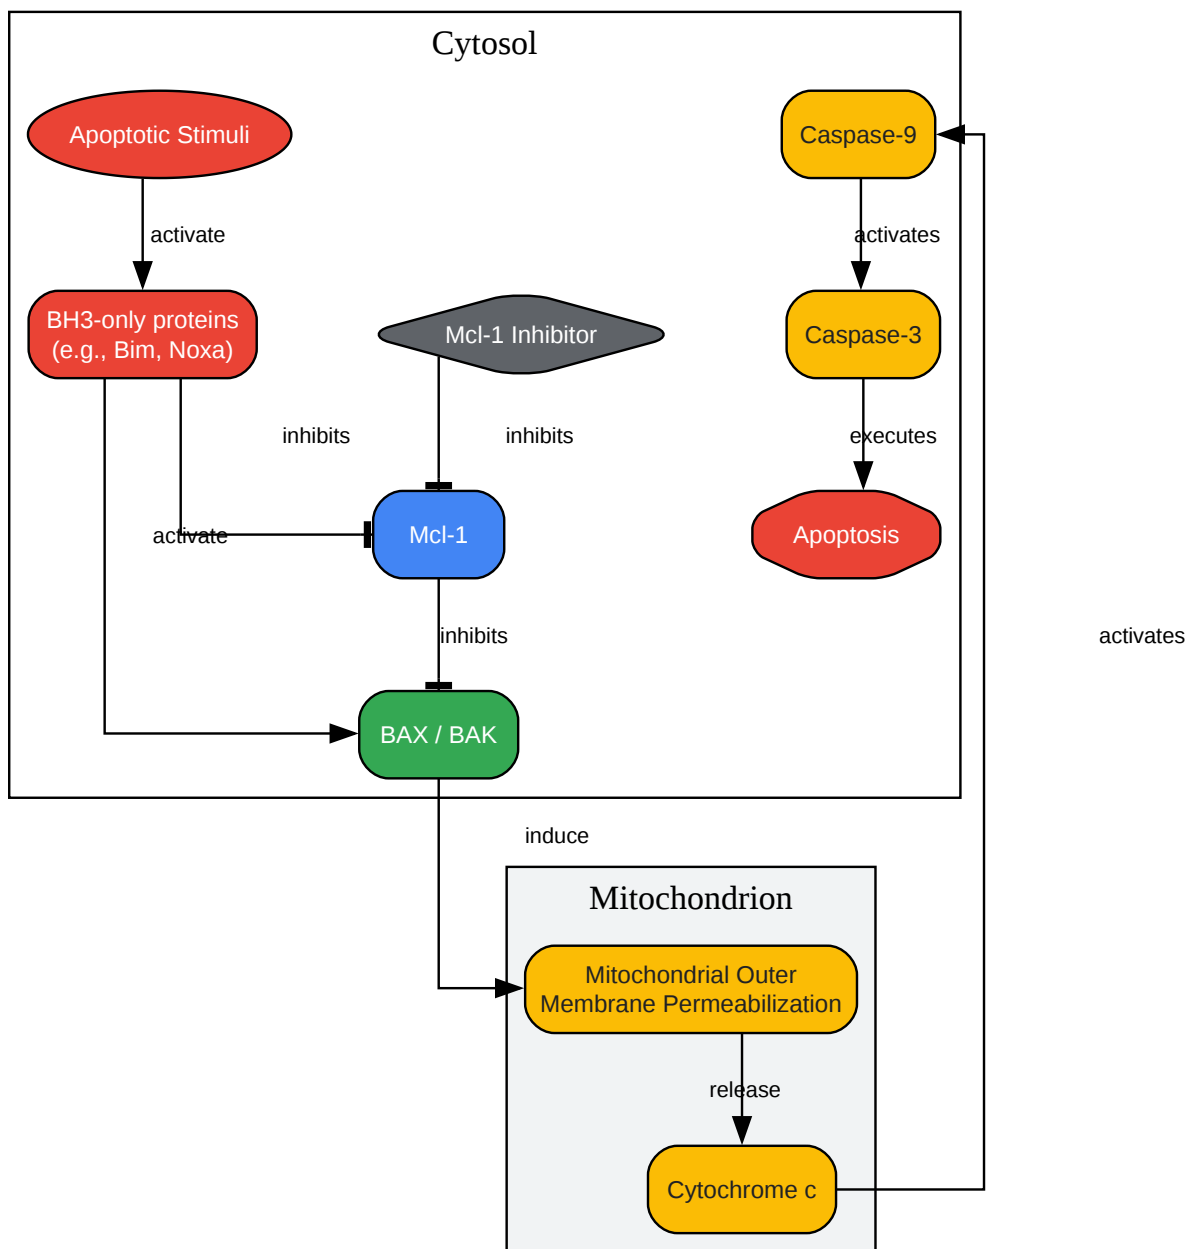 Cytosol
Apoptotic Stimuli
Caspase-9
activate
activates
BH3-only proteins
(e.g., Bim, Noxa)
Mcl-1 Inhibitor
Caspase-3
inhibits
inhibits
executes
activate
Mcl-1
Apoptosis
inhibits
activates
BAX / BAK
induce
Mitochondrion
Mitochondrial Outer
Membrane Permeabilization
release
Cytochrome c